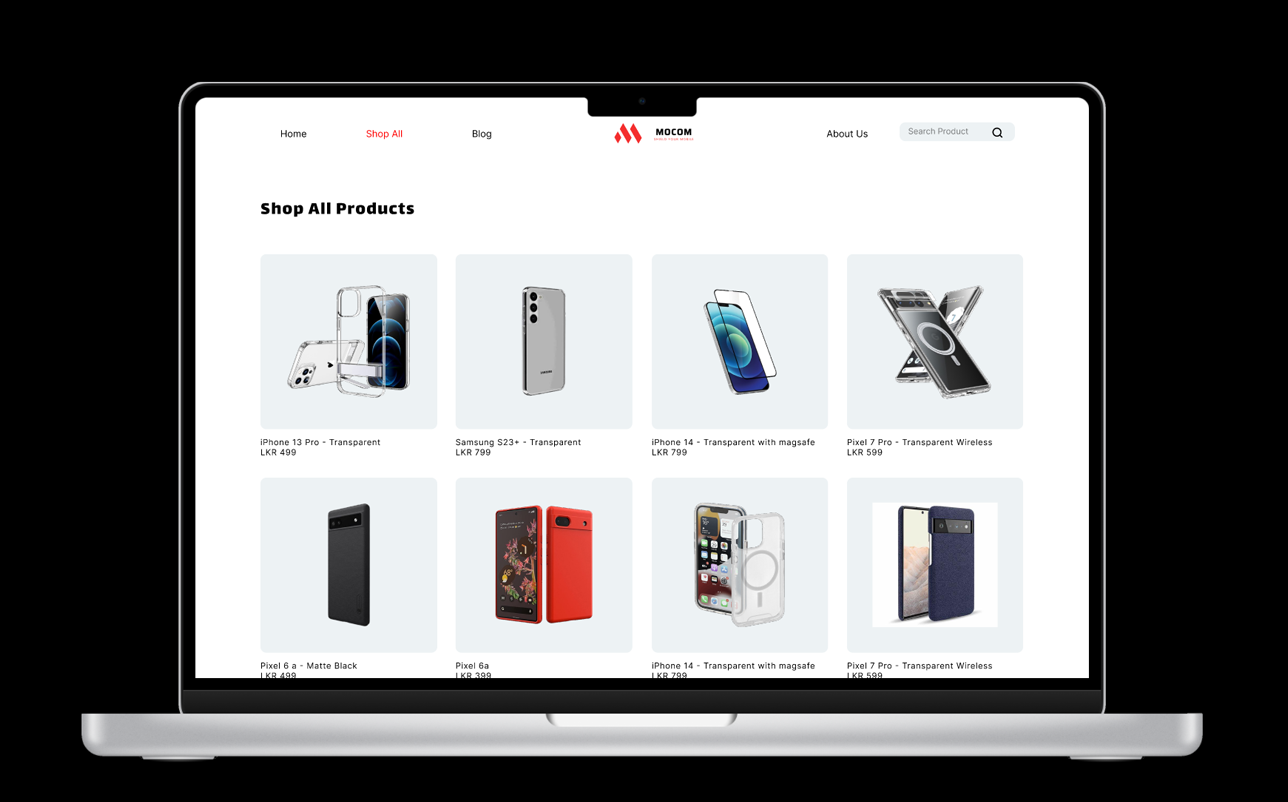 Home
Shop All
Blog
MOCOM
About Us
Search Product
Shop All Products
SAMSUNG
iPhone 13 Pro - Transparent
LKR 499
Samsung S23+ - Transparent
LKR 799
iPhone 14 - Transparent with magsafe
LKR 799
Pixel 7 Pro - Transparent Wireless
LKR 599
Pixel 6 a - Matte Black
LKR 499
Pixel 6a
LKR 399
iPhone 14 - Transparent with magsafe
LKR 799
Pixel 7 Pro - Transparent Wireless
LKR 599